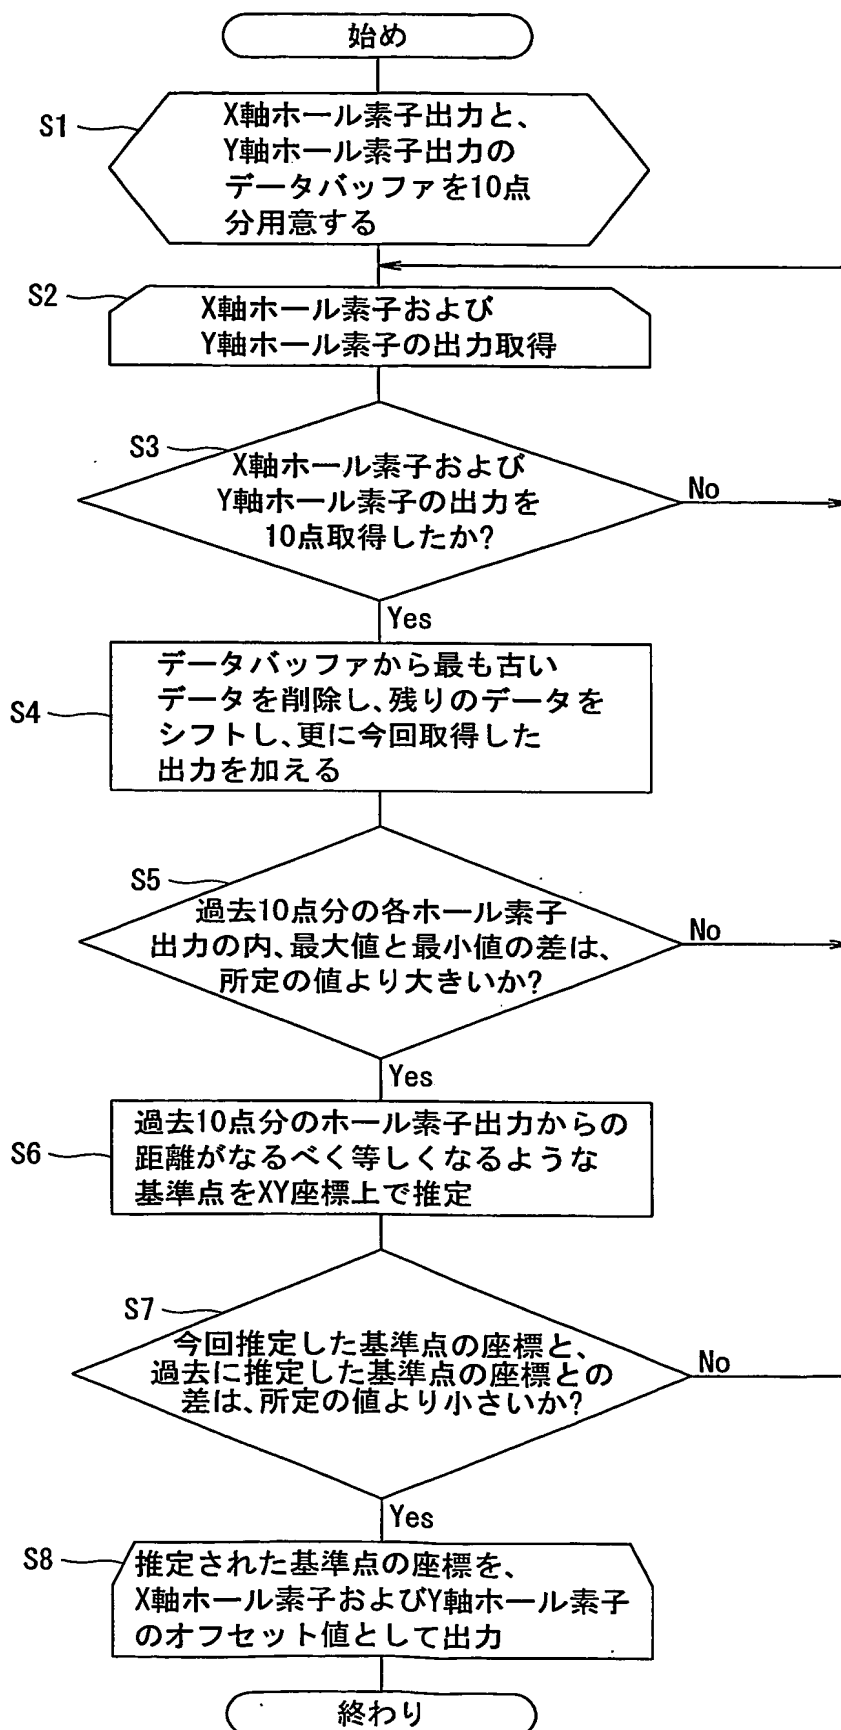 始め
S1
X軸ホール素子出力と、
Y軸ホール素子出力の
データバッファを10点
分用意する
S2
X軸ホール素子および
Y軸ホール素子の出力取得
S3
X軸ホール素子および
Y軸ホール素子の出力を
10点取得したか?
No
Yes
S4
データバッファから最も古い
データを削除し、残りのデータを
シフトし、更に今回取得した
出力を加える
S5
過去10点分の各ホール素子
出力の内、最大値と最小値の差は、
所定の値より大きいか?
No
Yes
S6
過去10点分のホール素子出力からの
距離がなるべく等しくなるような
基準点をXY座標上で推定
S7
今回推定した基準点の座標と、
過去に推定した基準点の座標との
差は、所定の値より小さいか?
No
Yes
S8
推定された基準点の座標を、
X軸ホール素子およびY軸ホール素子
のオフセット値として出力
終わり